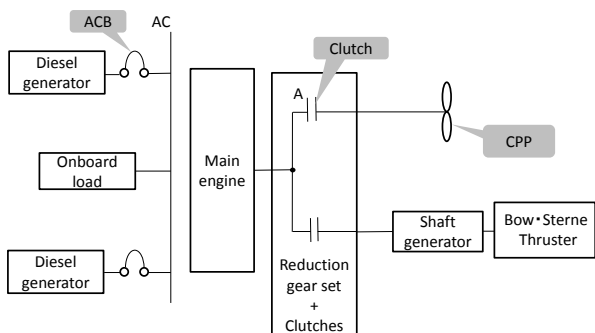 ACB
AC
Clutch
Diesel
generator
A
CPP
Main
engine
Onboard
load
Shaft
generator
Bow・Sterne
Thruster
Diesel
generator
Reduction
gear set
+
Clutches